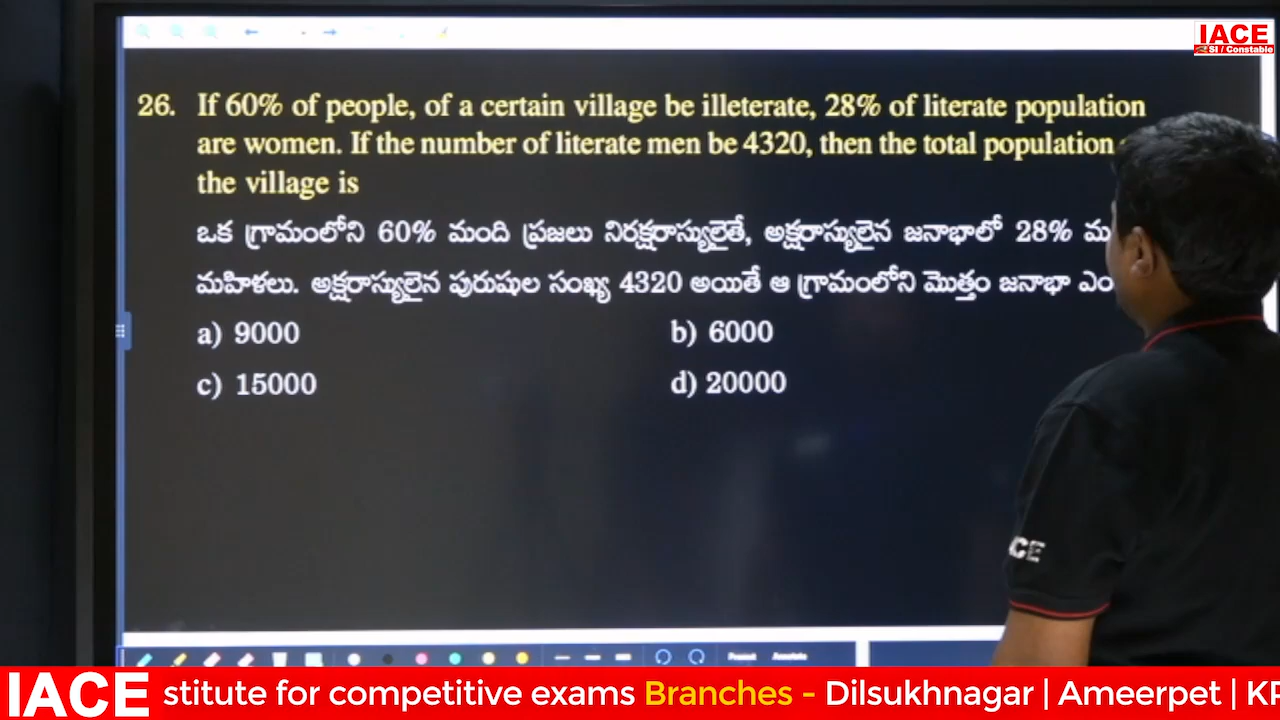 IACE
SI / Constable
26. If 60% of people, of a certain village be illeterate, 28% of literate population
are women. If the number of literate men be 4320, then the total population
the village is
ఒక గ్రామంలోని 60% మంది ప్రజలు నిరక్షరాస్యులైతే, అక్షరాస్యులైన జనాభాలో 28%
మహిళలు. అక్షరాస్యులైన పురుషుల సంఖ్య 4320 అయితే ఆ గ్రామంలోని మొత్తం జనాభా
a) 9000 b) 6000
c) 15000 d) 20000
CE
IACE stitute for competitive exams Branches - Dilsukhnagar | Ameerpet |